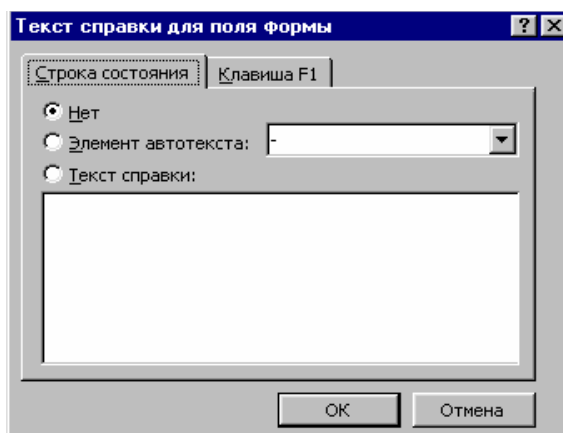 Текст справки для поля формы
Строка состояния
Клавиша F1
Нет
Элемент автотекста:
-
Текст справки:
ОК
Отмена